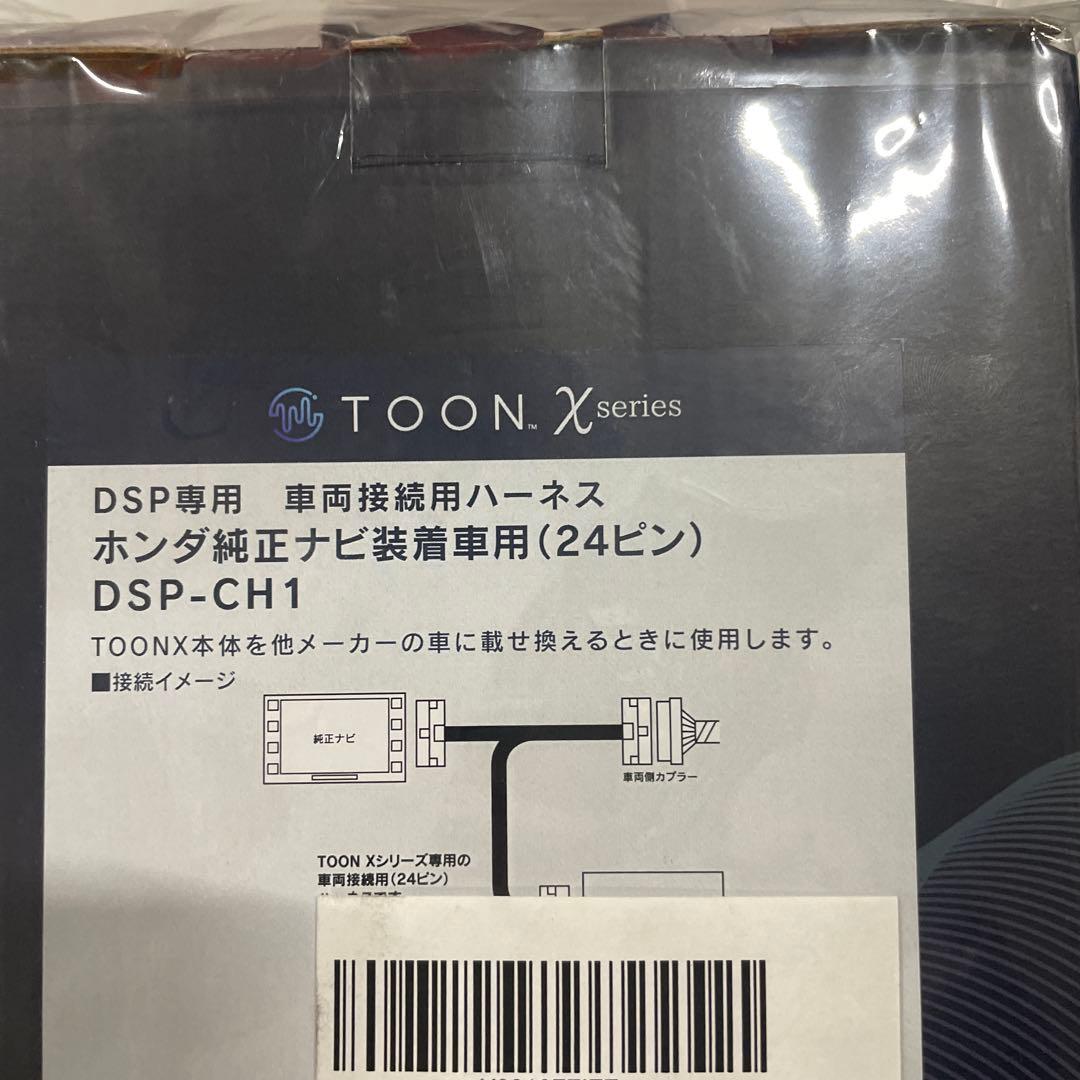 TOON™ X series
DSP専用 車両接続用ハーネス
ホンダ純正ナビ装着車用(24ピン)
DSP-CH1
TOONX本体を他メーカーの車に載せ換えるときに使用します。
■接続イメージ
純正ナビ
車両側カプラー
TOON Xシリーズ専用の
車両接続用(24ピン)